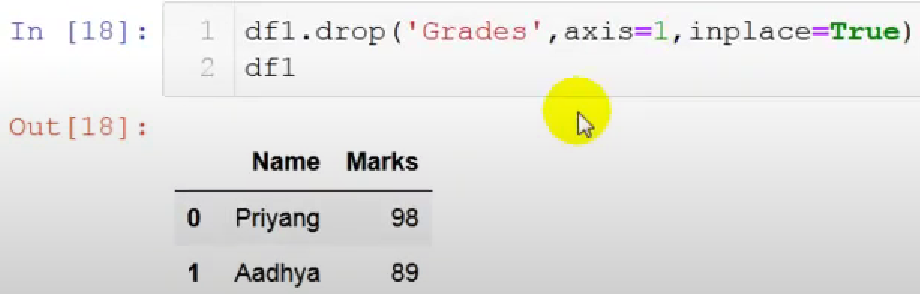 In [18]: 1 df1.drop('Grades',axis=1,inplace=True)
2 df1
Out[18]:
Name Marks
0 Priyang 98
1 Aadhya 89